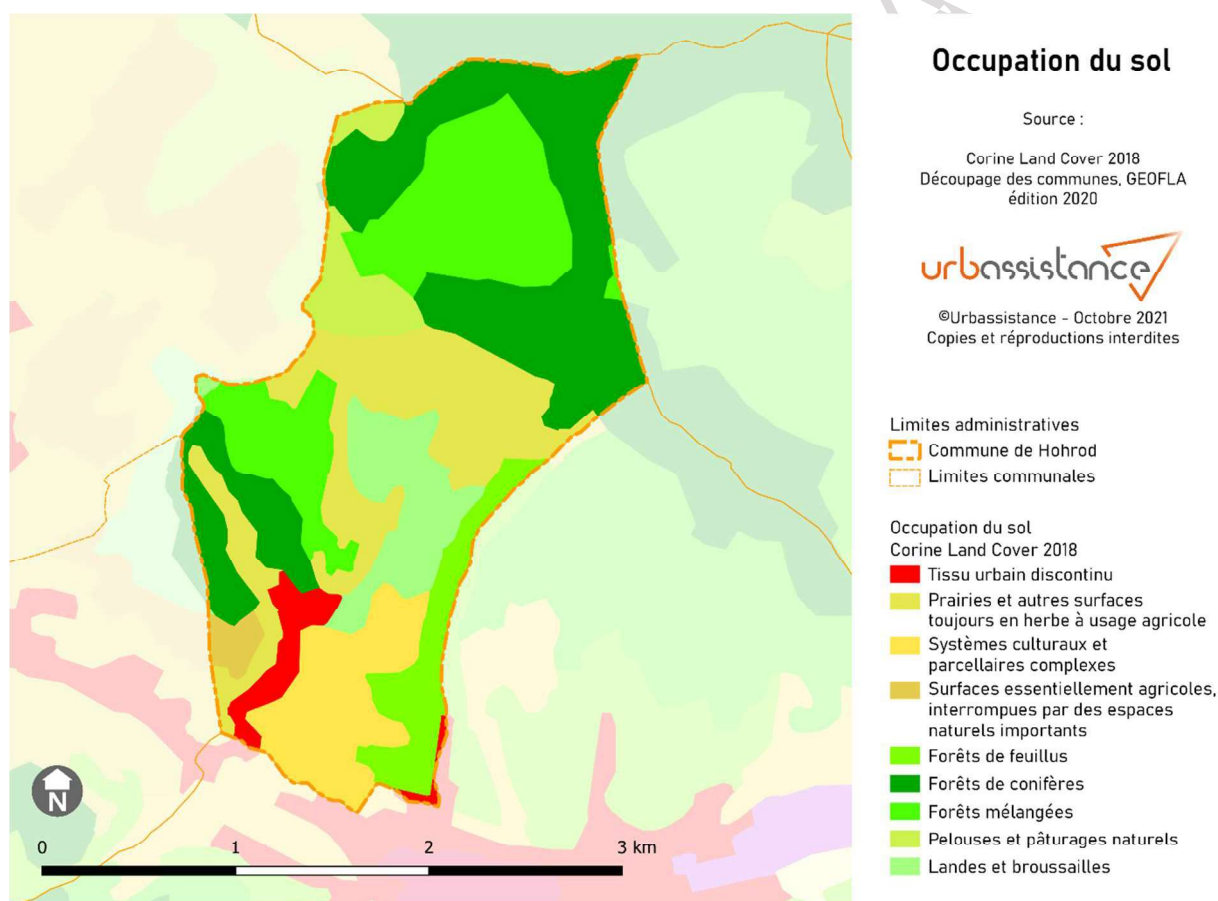 Occupation du sol
Source :
Corine Land Cover 2018
Découpage des communes, GEOFLA
édition 2020
urbassistance
©Urbassistance - Octobre 2021
Copies et réproductions interdites
Limites administratives
Commune de Hohrod
Limites communales
Occupation du sol
Corine Land Cover 2018
Tissu urbain discontinu
Prairies et autres surfaces
toujours en herbe à usage agricole
Systèmes culturaux et
parcellaires complexes
Surfaces essentiellement agricoles,
interrompues par des espaces
naturels importants
Forêts de feuillus
Forêts de conifères
Forêts mélangées
Pelouses et pâturages naturels
Landes et broussailles
N
0 1 2 3 km